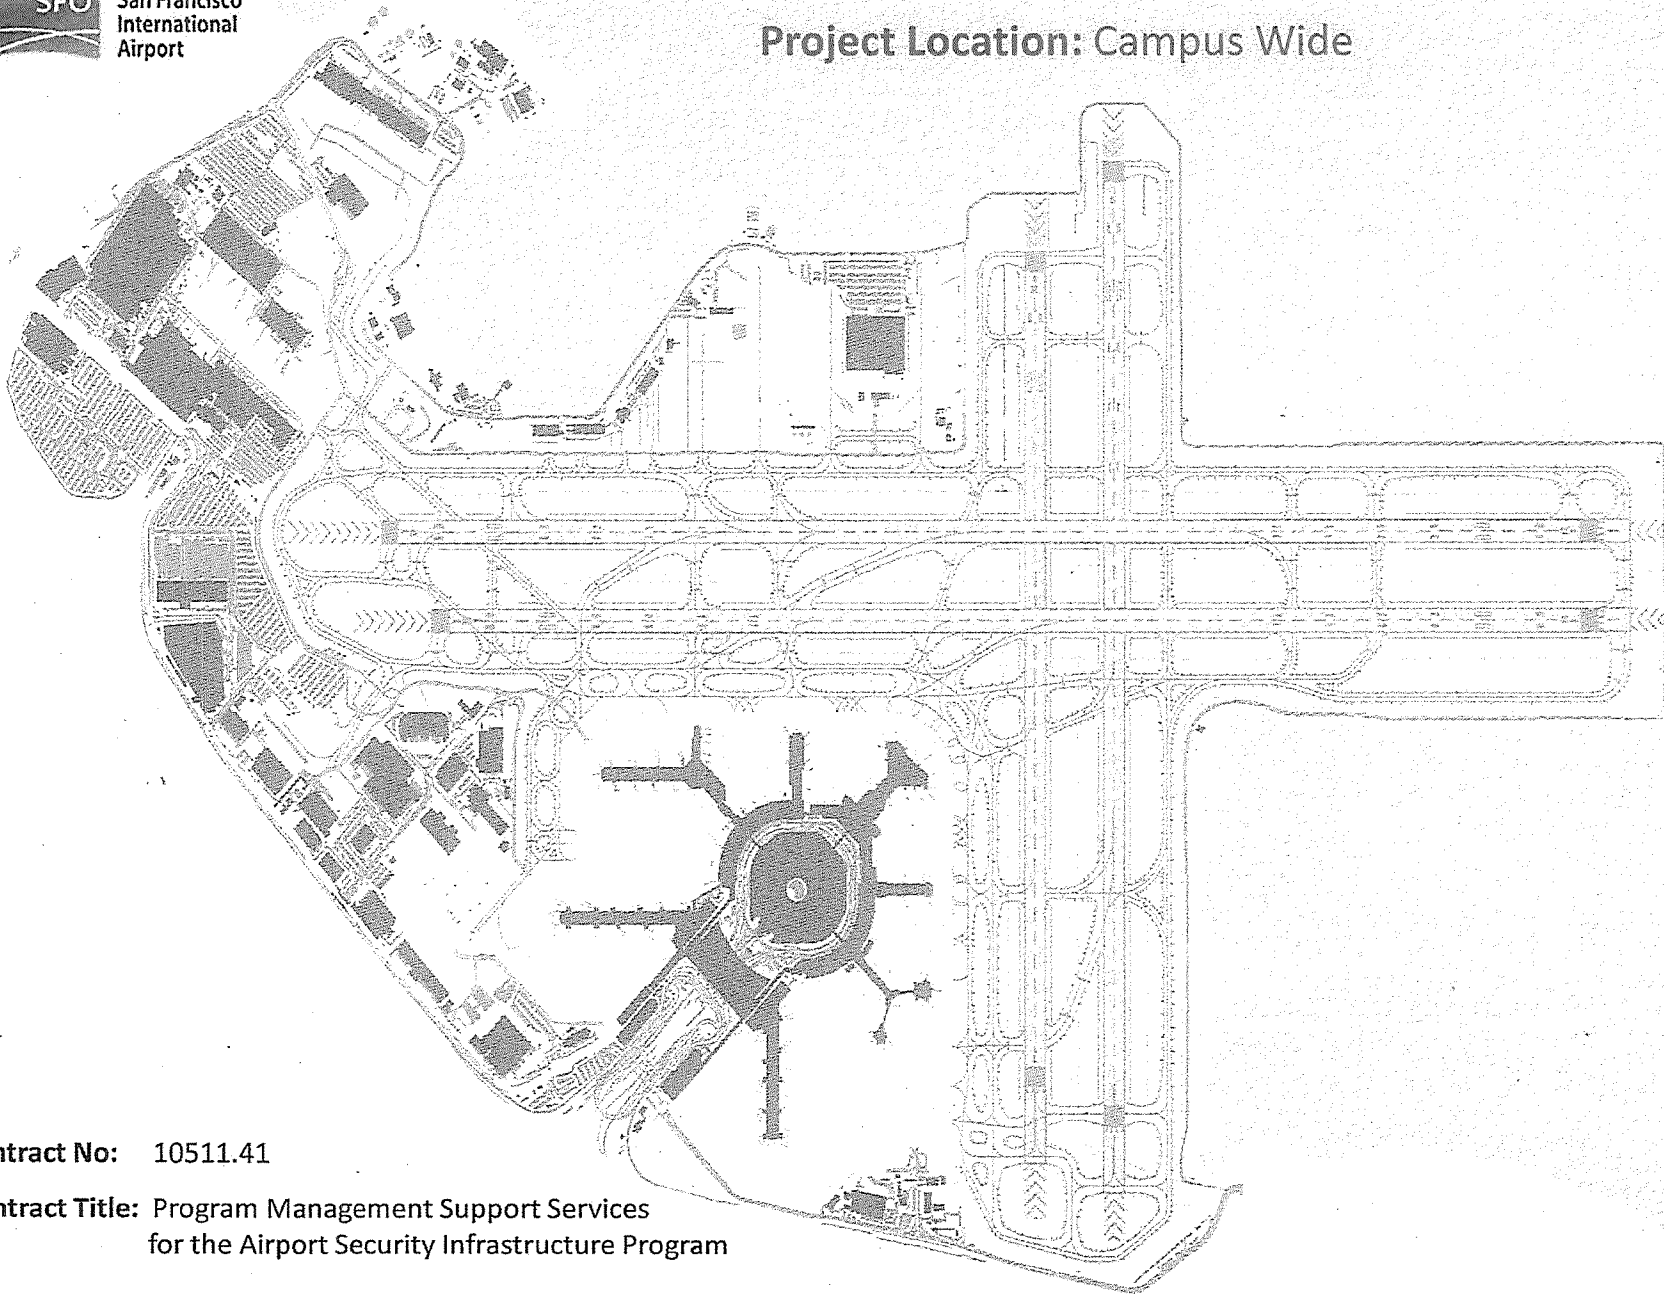 SFO
San Francisco
International
Airport
Project Location: Campus Wide
ntract No: 10511.41
ntract Title: Program Management Support Services
for the Airport Security Infrastructure Program